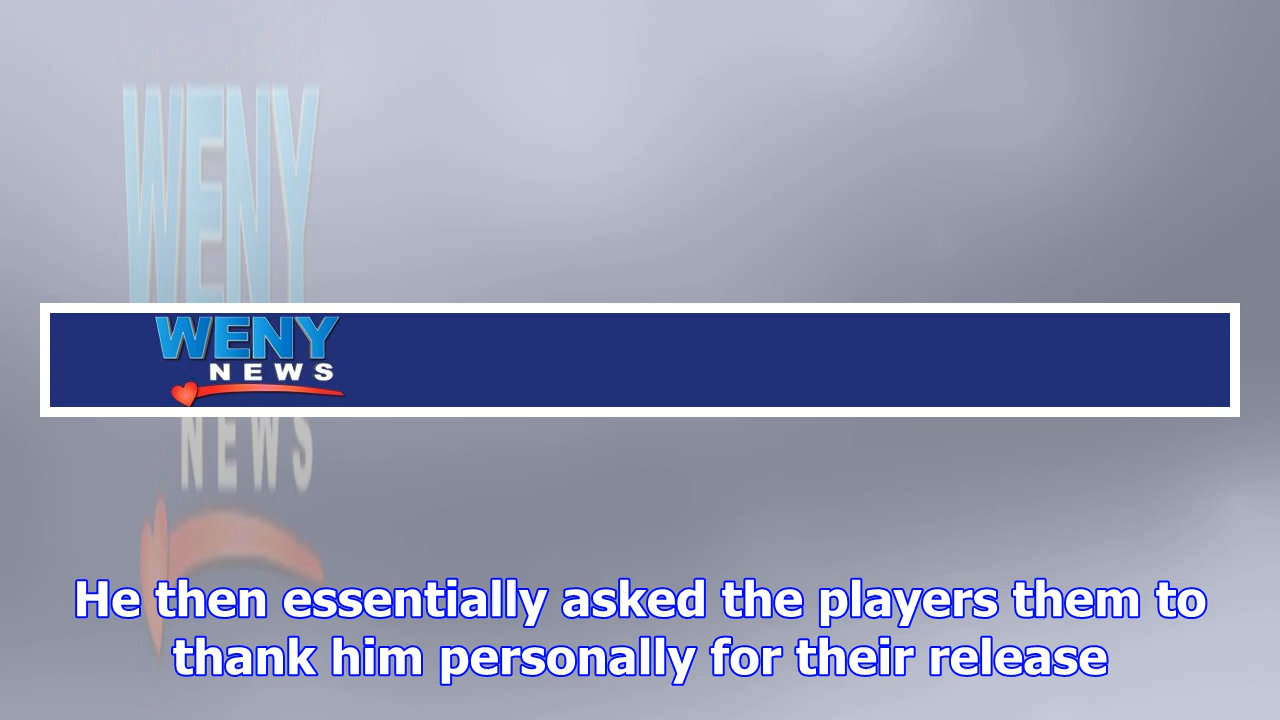 WENY
WENY
NEWS
NEWS
He then essentially asked the players them to
thank him personally for their release